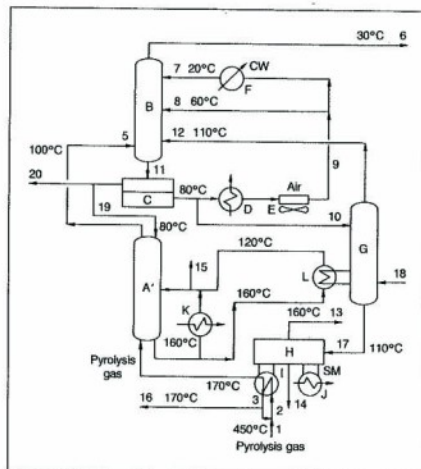 30°C 6
7 20°C CW
F
B
8 60°C
12 110°C
5
100°C
11
9
20
C
80°C
Air
D
E
10
19
80°C
G
120°C
15
L
18
A'
K
160°C
160°C
160°C 13
H
17 110°C
Pyrolysis
gas
170°C
I
SM
J
16 170°C
3
2
14
450°C
1
Pyrolysis gas